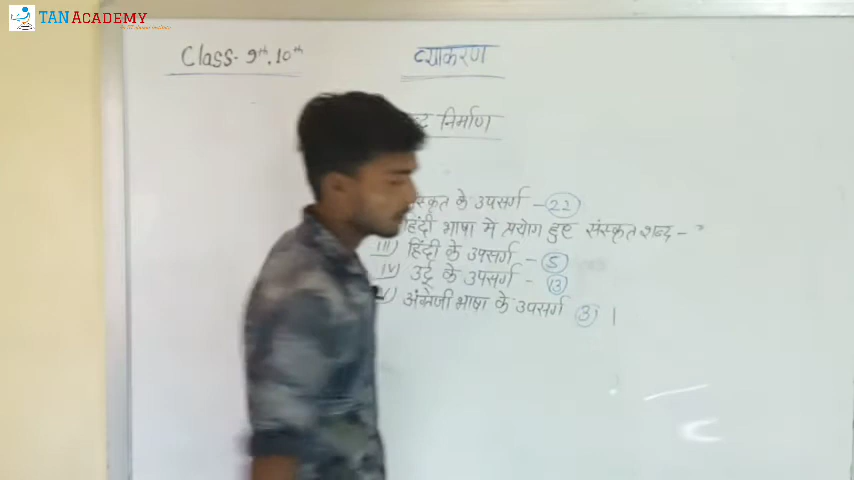 TAN ACADEMY
Class- 9th, 10th
व्याकरण
निर्माण
के उपसर्ग - 22
हिंदी भाषा में प्रयोग हुए संस्कृत शब्द -
III) हिंदी के उपसर्ग - 5
IV) उर्दू के उपसर्ग - 13
अंग्रेजी भाषा के उपसर्ग 3 |